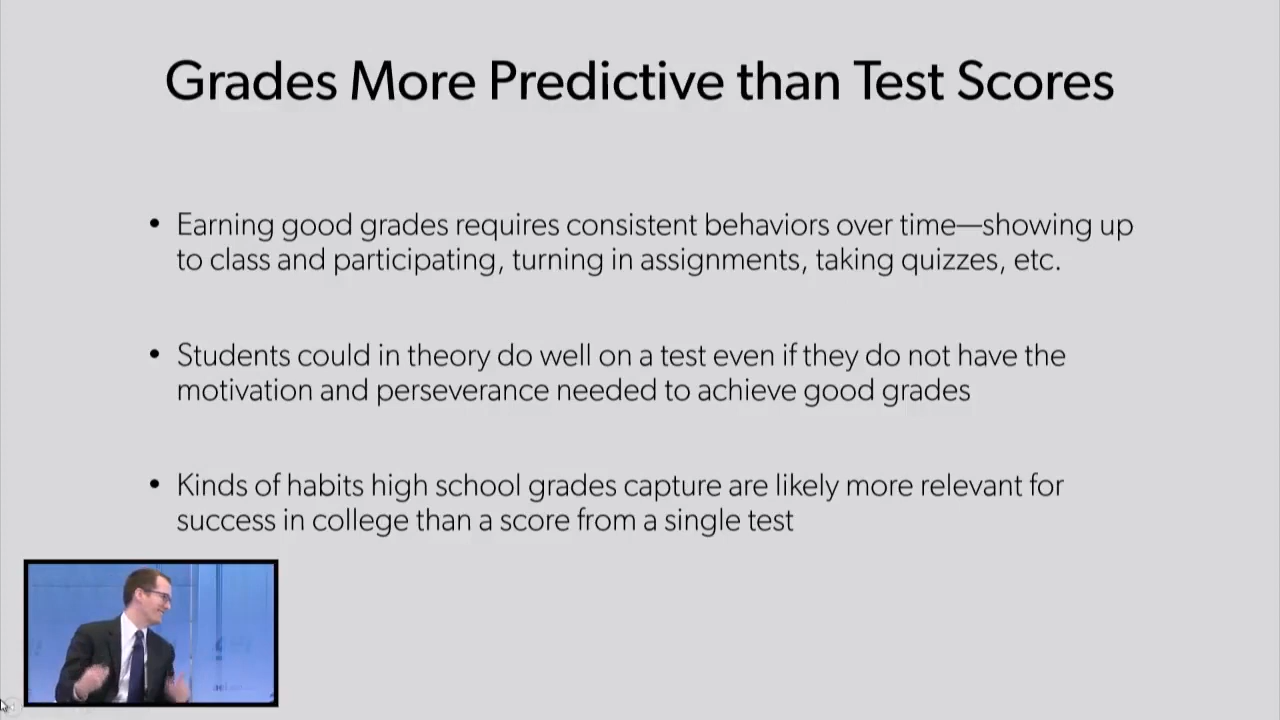 Grades More Predictive than Test Scores
• Earning good grades requires consistent behaviors over time—showing up
to class and participating, turning in assignments, taking quizzes, etc.
• Students could in theory do well on a test even if they do not have the
motivation and perseverance needed to achieve good grades
• Kinds of habits high school grades capture are likely more relevant for
success in college than a score from a single test